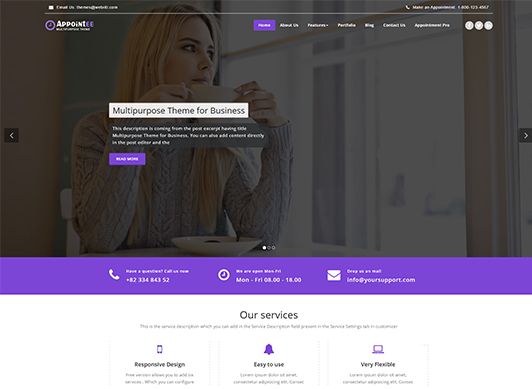 Email Us: themes@webriti.com
Make an Appointment 1-800-123-4567
APPOINTEE
MULTIPURPOSE THEME
Home About Us Features Portfolio Blog Contact Us Appointment Pro
Multipurpose Theme for Business
This description is coming from the post excerpt having title
Multipurpose Theme for Business. You can also add content directly
in the post editor and the
READ MORE
Have a question? Call us now
+82 334 843 52
We are open Mon-Fri
Mon - Fri 08.00 - 18.00
Drop us an mail
info@yoursupport.com
Our services
This is the service description which you can add in the Service Description field present in the Service Settings tab in customizer
Responsive Design
Free version allows you to add six
services . Which you can configure
Easy to use
Lorem ipsum dolor sit amet,
consectetur adipiscing elit. Consec
Very Flexible
Lorem ipsum dolor sit amet,
consectetur adipiscing elit. Consec